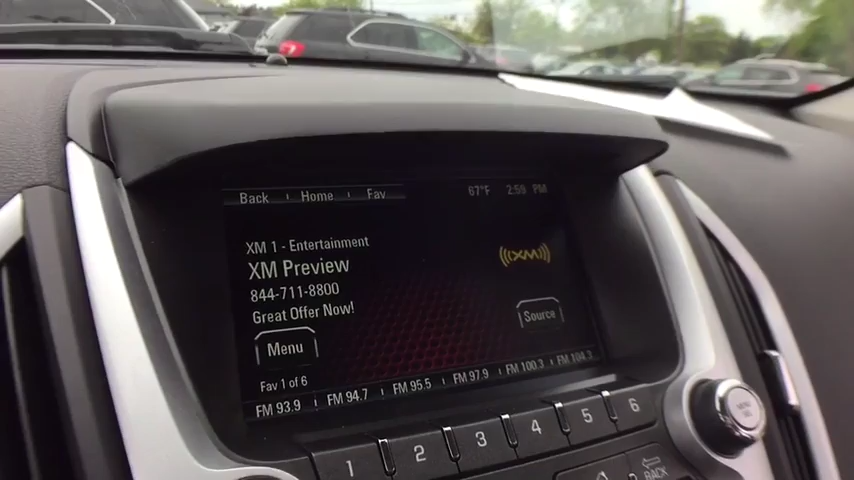 Back Home Fav 67°F 2:59 PM
XM 1 - Entertainment
XM Preview
844-711-8800
Great Offer Now!
XM
Menu
Source
Fav 1 of 6
FM 93.9 FM 94.7 FM 95.5 FM 97.9 FM 100.3 FM 104.3
1 2 3 4 5 6
MENU
BACK